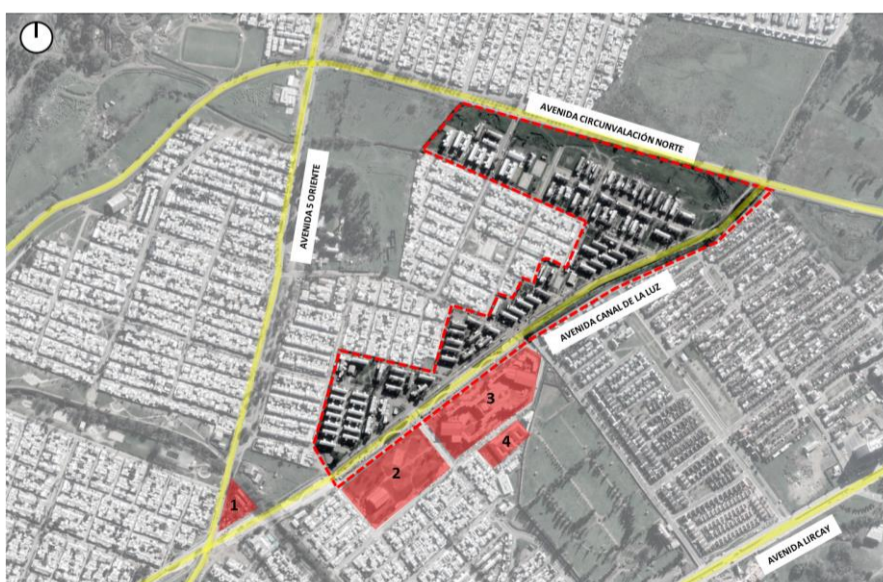 AVENIDA CIRCUNVALACIÓN NORTE
AVENIDA 5 ORIENTE
AVENIDA CANAL DE LA LUZ
3
4
2
1
AVENIDA LIRCAY